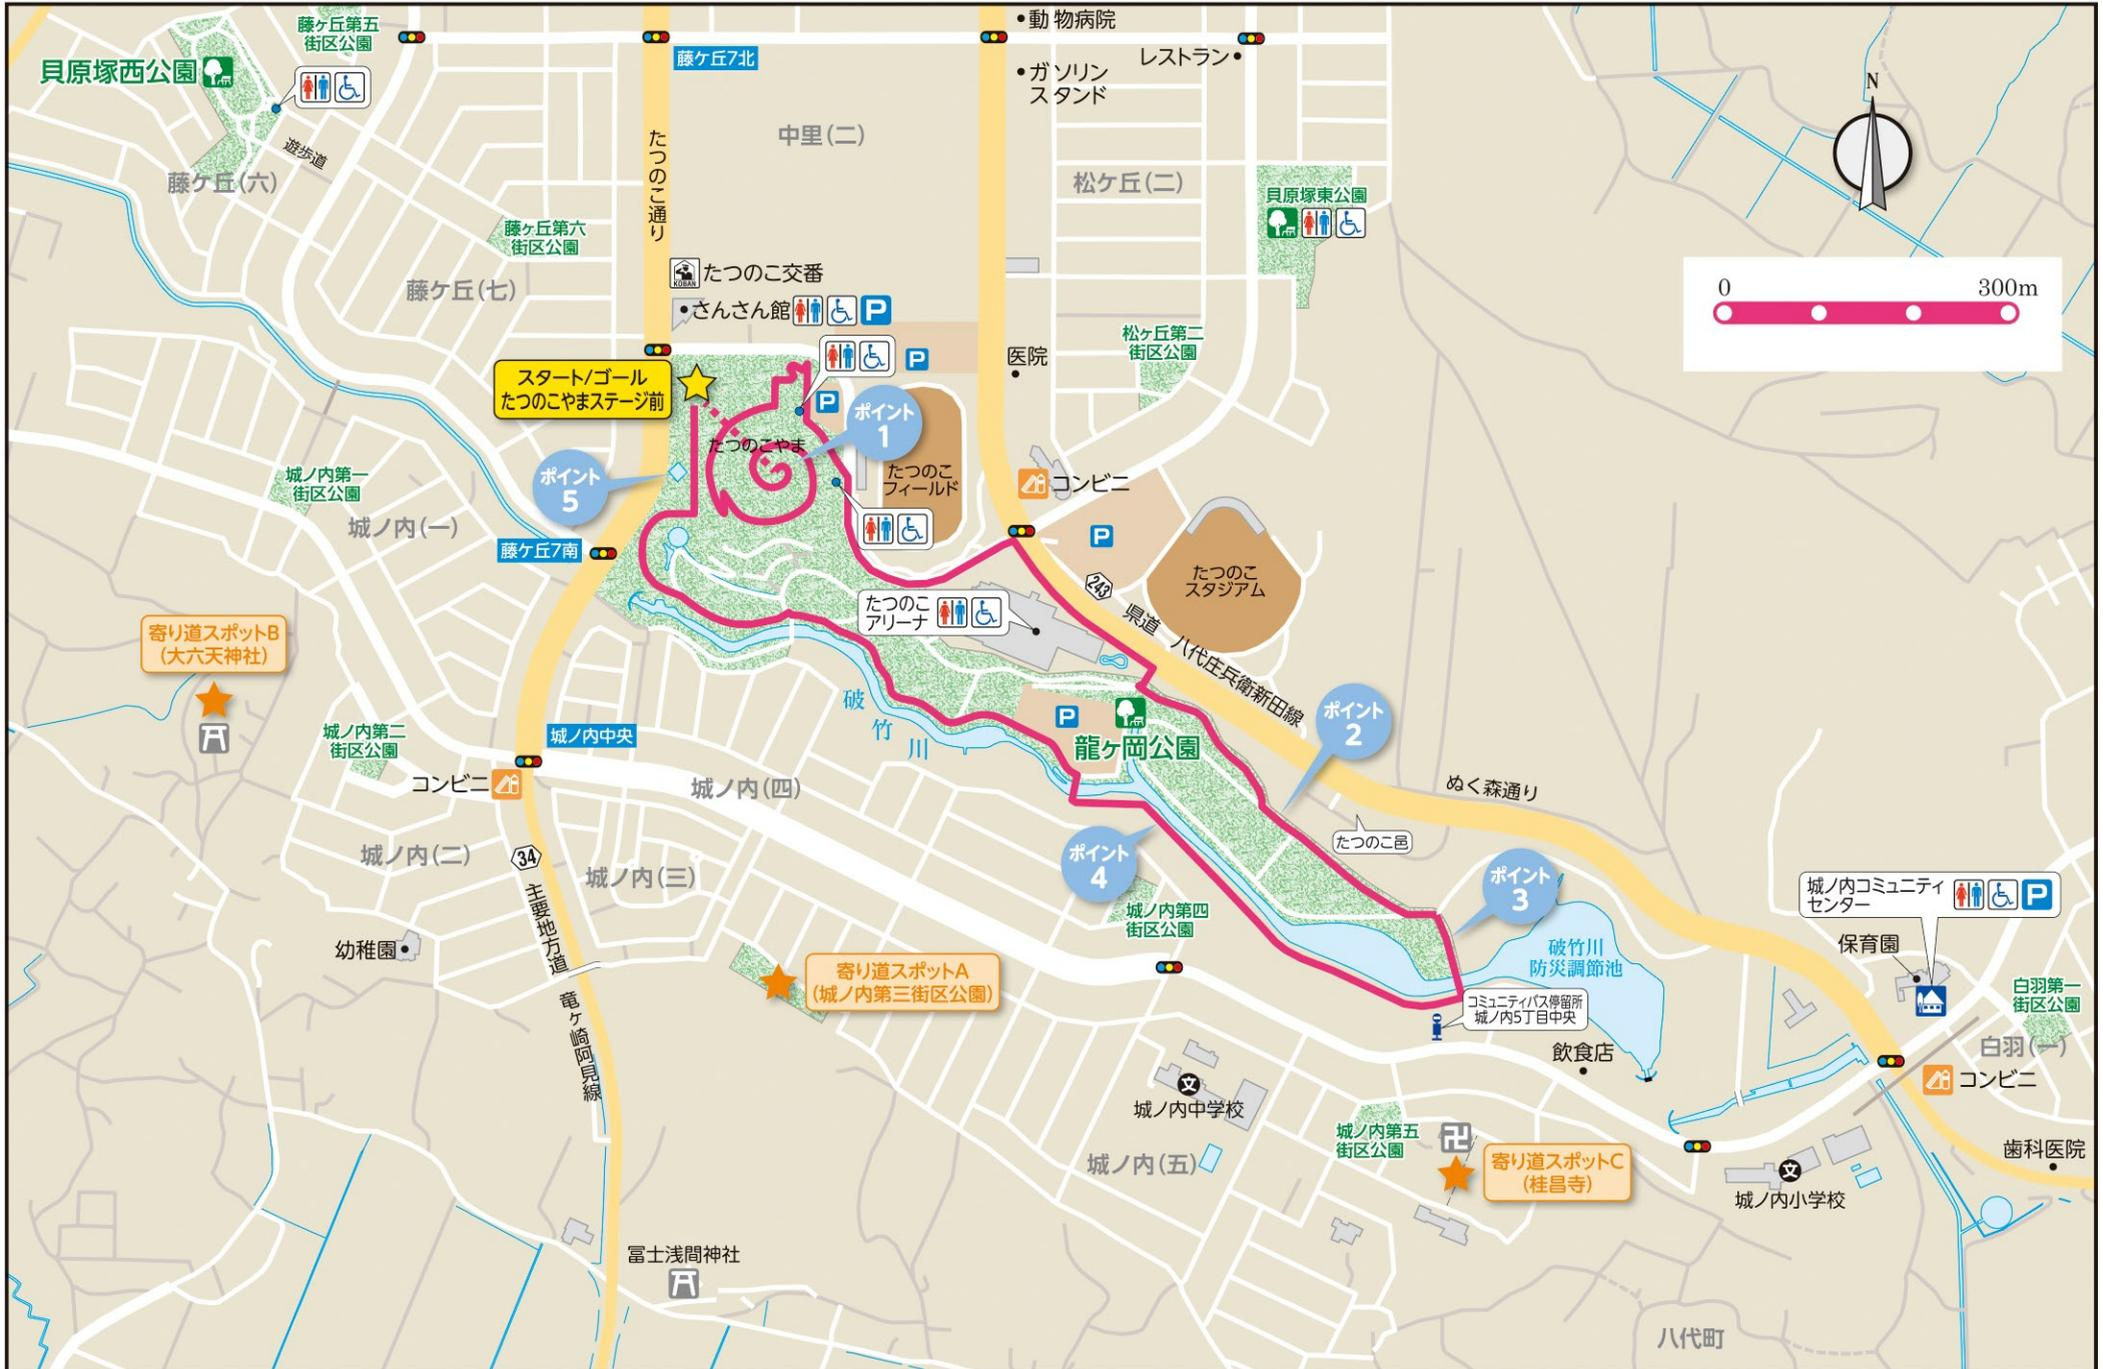 藤ヶ丘第五
街区公園
動物病院
藤ケ丘7北
レストラン
貝原塚西公園
ガソリン
スタンド
N
遊歩道
たつのこ通り
中里(二)
藤ケ丘(六)
松ケ丘(二)
貝原塚東公園
藤ヶ丘第六
街区公園
たつのこ交番
KOBAN
藤ケ丘(七)
さんさん館
P
0
300m
松ヶ丘第二
街区公園
医院
P
スタート/ゴール
たつのこやまステージ前
P
ポイント
1
たつのこやま
たつのこ
フィールド
ポイント
5
城ノ内第一
街区公園
コンビニ
城ノ内(一)
藤ケ丘7南
P
たつのこ
スタジアム
243
県道 八代庄兵衛新田線
たつのこ
アリーナ
寄り道スポットB
(大六天神社)
破竹川
P
龍ヶ岡公園
ポイント
2
城ノ内第二
街区公園
城ノ内中央
コンビニ
城ノ内(四)
ぬく森通り
たつのこ邑
城ノ内(二)
34
主要地方道 竜ヶ崎阿見線
城ノ内(三)
ポイント
4
ポイント
3
城ノ内コミュニティ
センター
P
城ノ内第四
街区公園
幼稚園
保育園
破竹川
防災調節池
寄り道スポットA
(城ノ内第三街区公園)
コミュニティバス停留所
城ノ内5丁目中央
白羽第一
街区公園
白羽(一)
飲食店
コンビニ
文
城ノ内中学校
城ノ内第五
街区公園
城ノ内(五)
寄り道スポットC
(桂昌寺)
文
城ノ内小学校
歯科医院
冨士浅間神社
八代町